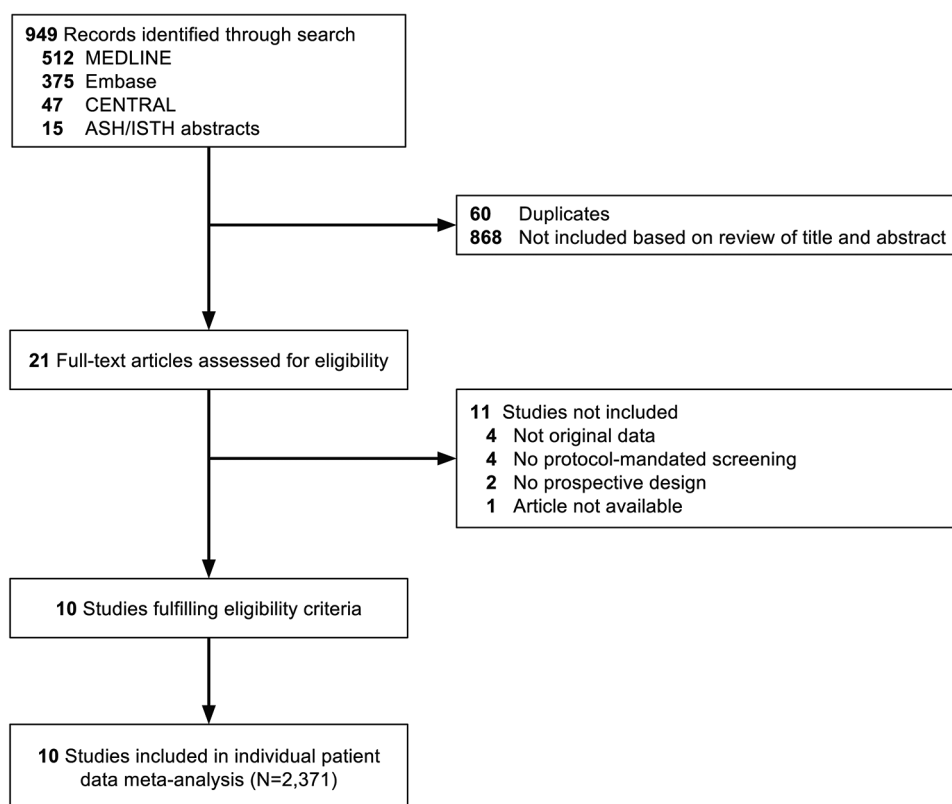 949 Records identified through search
512 MEDLINE
375 Embase
47 CENTRAL
15 ASH/ISTH abstracts
60 Duplicates
868 Not included based on review of title and abstract
21 Full-text articles assessed for eligibility
11 Studies not included
4 Not original data
4 No protocol-mandated screening
2 No prospective design
1 Article not available
10 Studies fulfilling eligibility criteria
10 Studies included in individual patient
data meta-analysis (N=2,371)